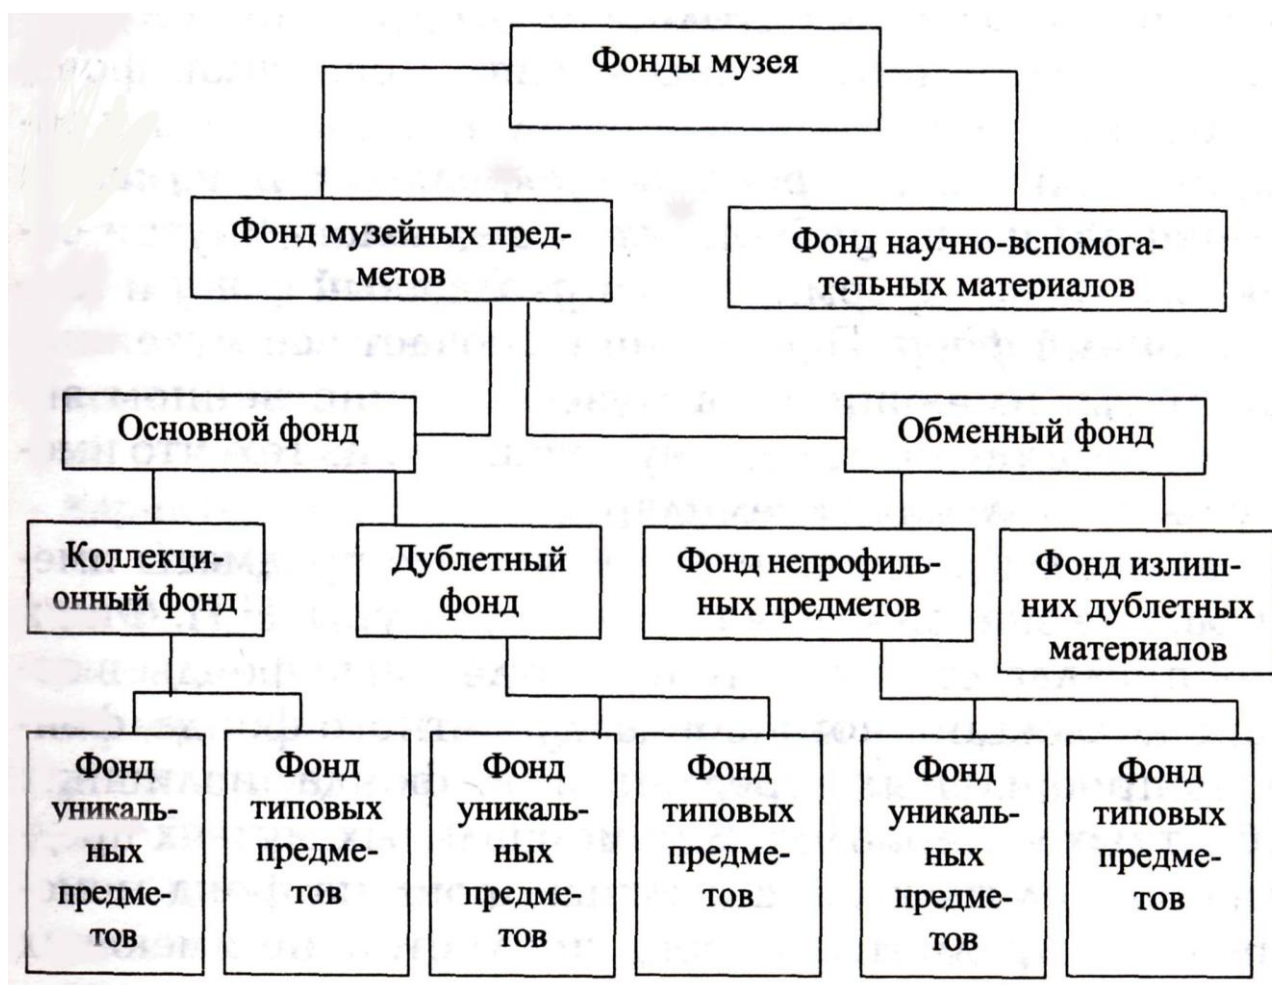 Фонды музея
Фонд музейных пред-
метов
Фонд научно-вспомога-
тельных материалов
Основной фонд
Обменный фонд
Коллекци-
онный фонд
Дублетный
фонд
Фонд непрофиль-
ных предметов
Фонд излиш-
них дублетных
материалов
Фонд
уникаль-
ных
предме-
тов
Фонд
типовых
предме-
тов
Фонд
уникаль-
ных
предме-
тов
Фонд
типовых
предме-
тов
Фонд
уникаль-
ных
предме-
тов
Фонд
типовых
предме-
тов